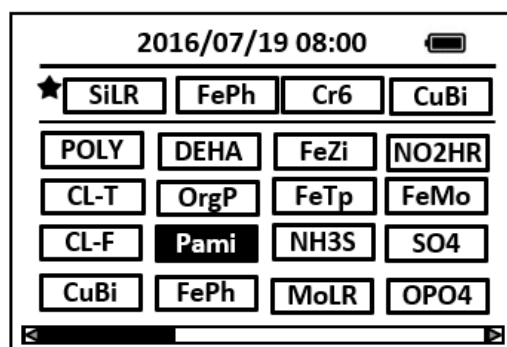 2016/07/19 08:00
SiLR FePh Cr6 CuBi
POLY DEHA FeZi NO2HR
CL-T OrgP FeTp FeMo
CL-F Pami NH3S SO4
CuBi FePh MoLR OPO4